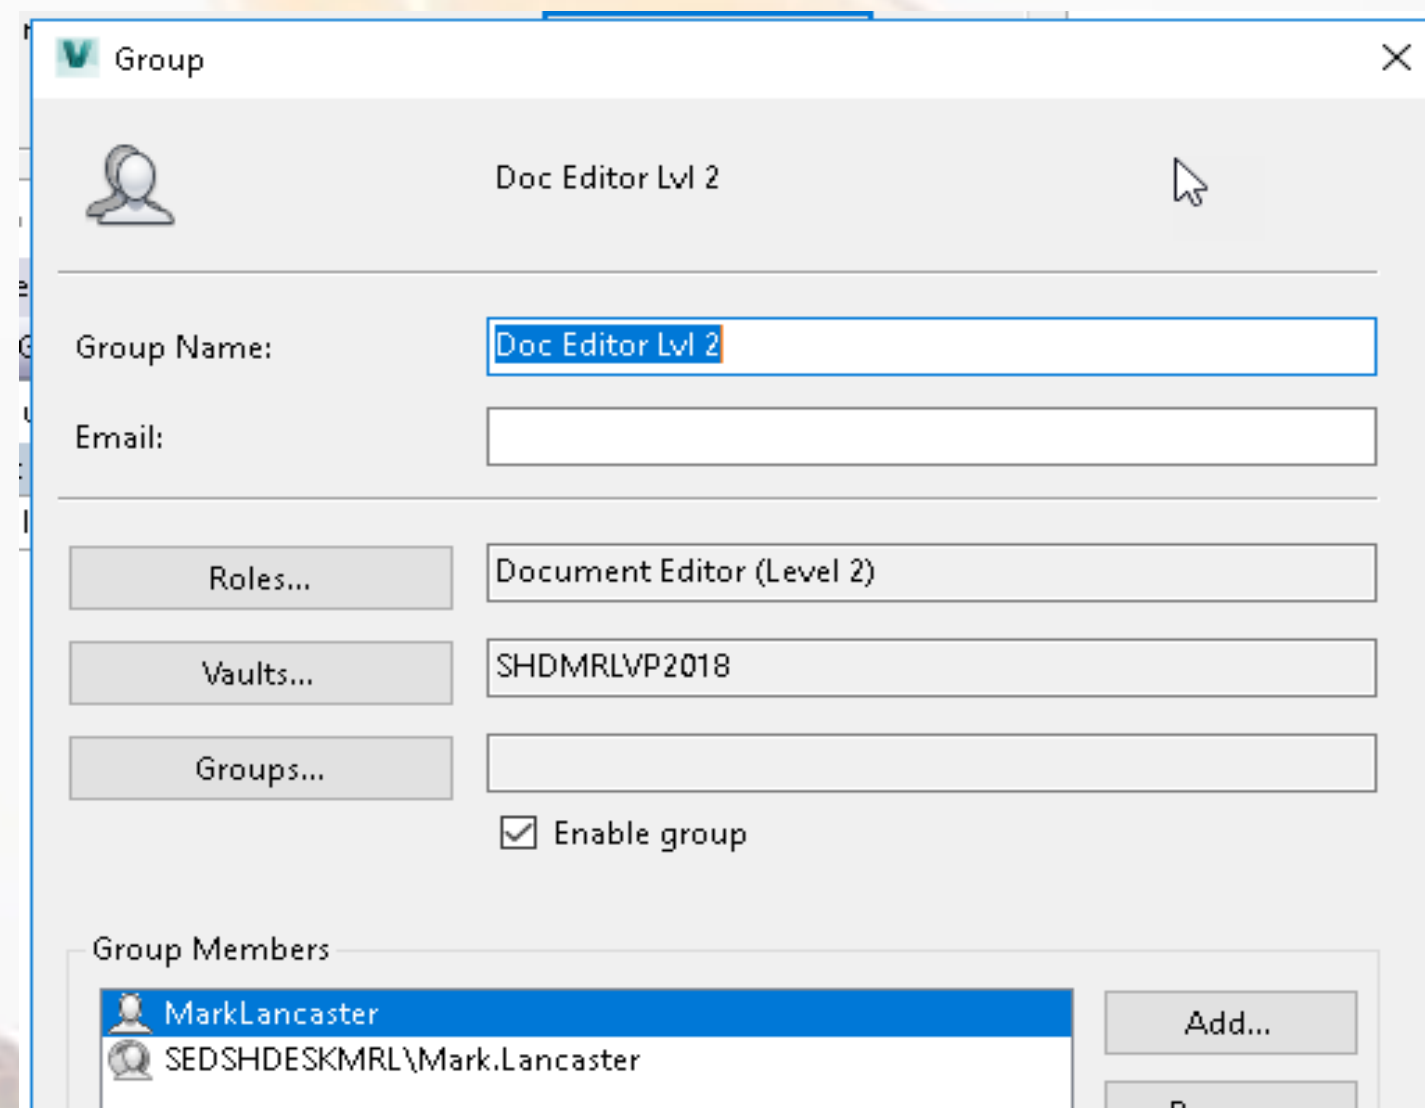 Group
Doc Editor Lvl 2
Group Name: Doc Editor Lvl 2
Email:
Roles... Document Editor (Level 2)
Vaults... SHDMRLVP2018
Groups...
Enable group
Group Members
MarkLancaster
Add...
SEDSHDESKMRL\Mark.Lancaster